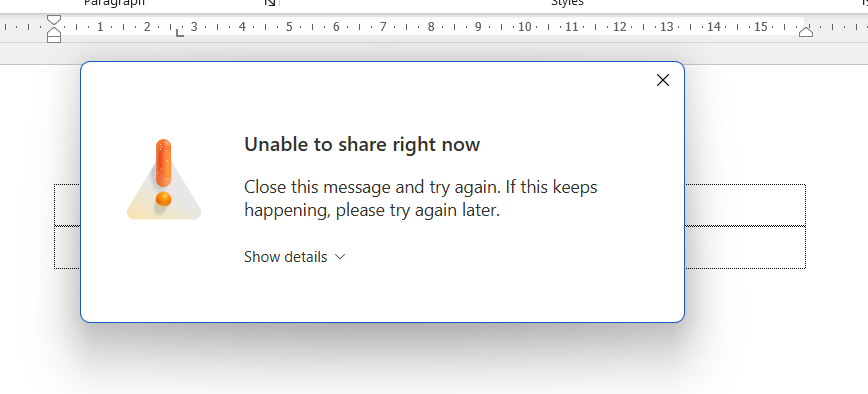 Paragraph
Styles
1 2 3 4 5 6 7 8 9 10 11 12 13 14 15
Unable to share right now
Close this message and try again. If this keeps
happening, please try again later.
Show details